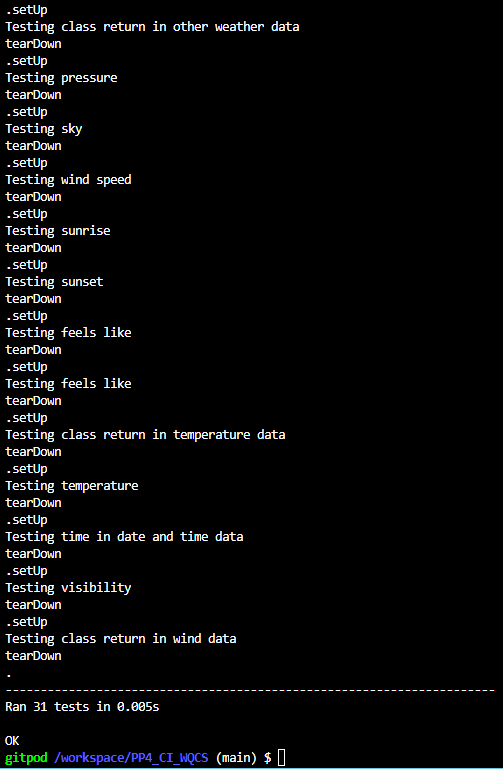 .setUp
Testing class return in other weather data
tearDown
.setUp
Testing pressure
tearDown
.setUp
Testing sky
tearDown
.setUp
Testing wind speed
tearDown
.setUp
Testing sunrise
tearDown
.setUp
Testing sunset
tearDown
.setUp
Testing feels like
tearDown
.setUp
Testing feels like
tearDown
.setUp
Testing class return in temperature data
tearDown
.setUp
Testing temperature
tearDown
.setUp
Testing time in date and time data
tearDown
.setUp
Testing visibility
tearDown
.setUp
Testing class return in wind data
tearDown
.
----------------------------------------------------------------------
Ran 31 tests in 0.005s

OK
gitpod /workspace/PP4_CI_WQCS (main) $